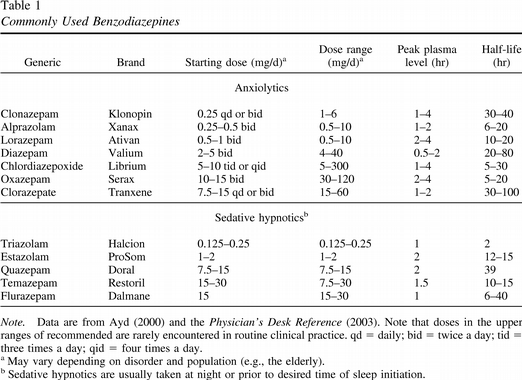 Table 1
Commonly Used Benzodiazepines
Generic Brand Starting dose (mg/d)a Dose range (mg/d)a Peak plasma level (hr) Half-life (hr)
Anxiolytics
Clonazepam Klonopin 0.25 qd or bid 1–6 1–4 30–40
Alprazolam Xanax 0.25–0.5 bid 0.5–10 1–2 6–20
Lorazepam Ativan 0.5–1 bid 0.5–10 2–4 10–20
Diazepam Valium 2–5 bid 4–40 0.5–2 20–80
Chlordiazepoxide Librium 5–10 tid or qid 5–300 1–4 5–30
Oxazepam Serax 10–15 bid 30–120 2–4 5–20
Clorazepate Tranxene 7.5–15 qd or bid 15–60 1–2 30–100
Sedative hypnoticsb
Triazolam Halcion 0.125–0.25 0.125–0.25 1 2
Estazolam ProSom 1–2 1–2 2 12–15
Quazepam Doral 7.5–15 7.5–15 2 39
Temazepam Restoril 15–30 7.5–30 1.5 10–15
Flurazepam Dalmane 15 15–30 1 6–40
Note. Data are from Ayd (2000) and the Physician's Desk Reference (2003). Note that doses in the upper
ranges of recommended are rarely encountered in routine clinical practice. qd = daily; bid = twice a day; tid =
three times a day; qid = four times a day.
a May vary depending on disorder and population (e.g., the elderly).
b Sedative hypnotics are usually taken at night or prior to desired time of sleep initiation.